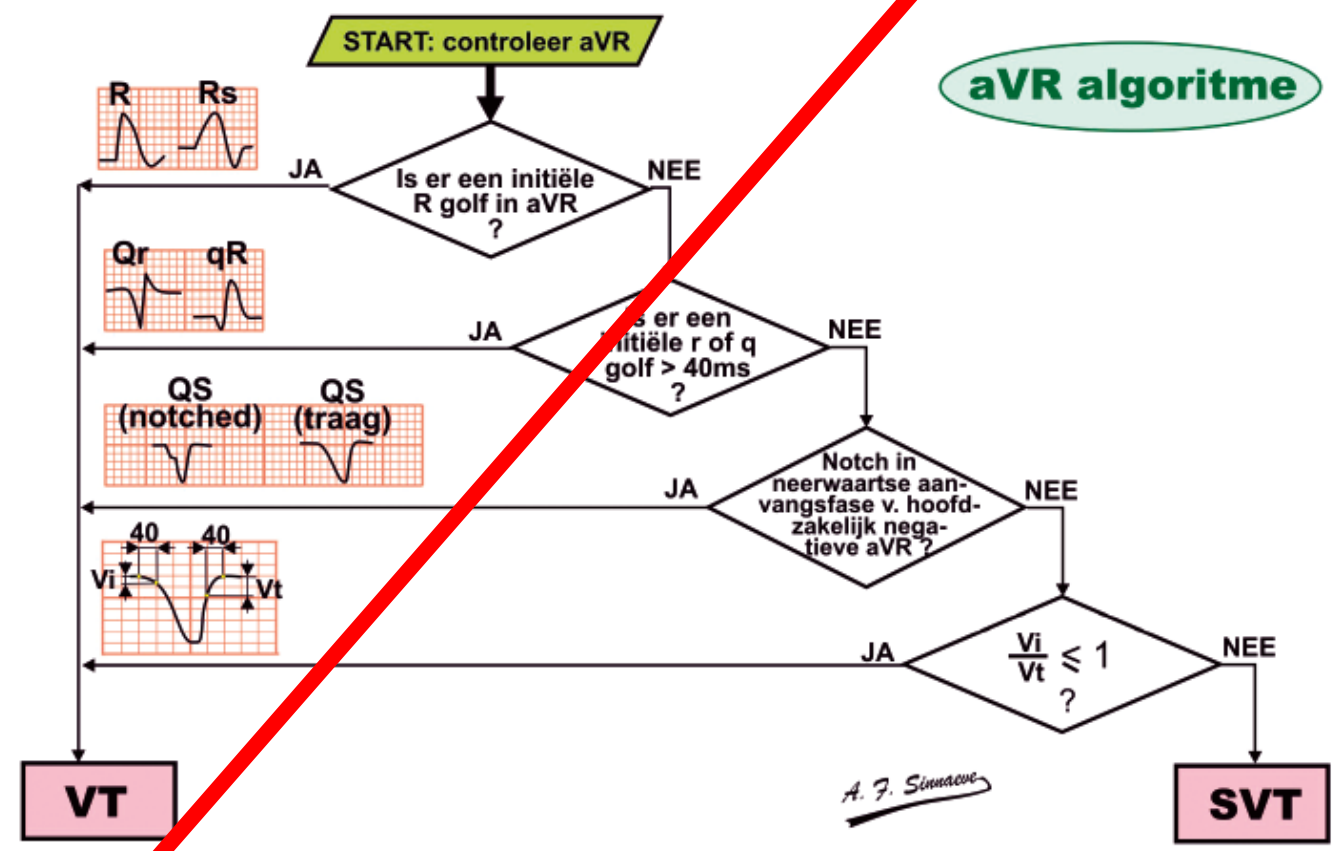 START: controleer aVR
aVR algoritme
R
Rs
JA
NEE
Is er een initiële
R golf in aVR
?
Qr
qR
JA
NEE
er een
r of q
golf > 40ms
?
QS
(notched)
QS
(traag)
JA
NEE
Notch in
neerwaartse aan-
vangsfase v. hoofd-
zakelijk nega-
tieve aVR ?
40
40
Vi
Vt
JA
NEE
Vi
Vt
⩽ 1
?
VT
A. F. Sinnaeve
SVT